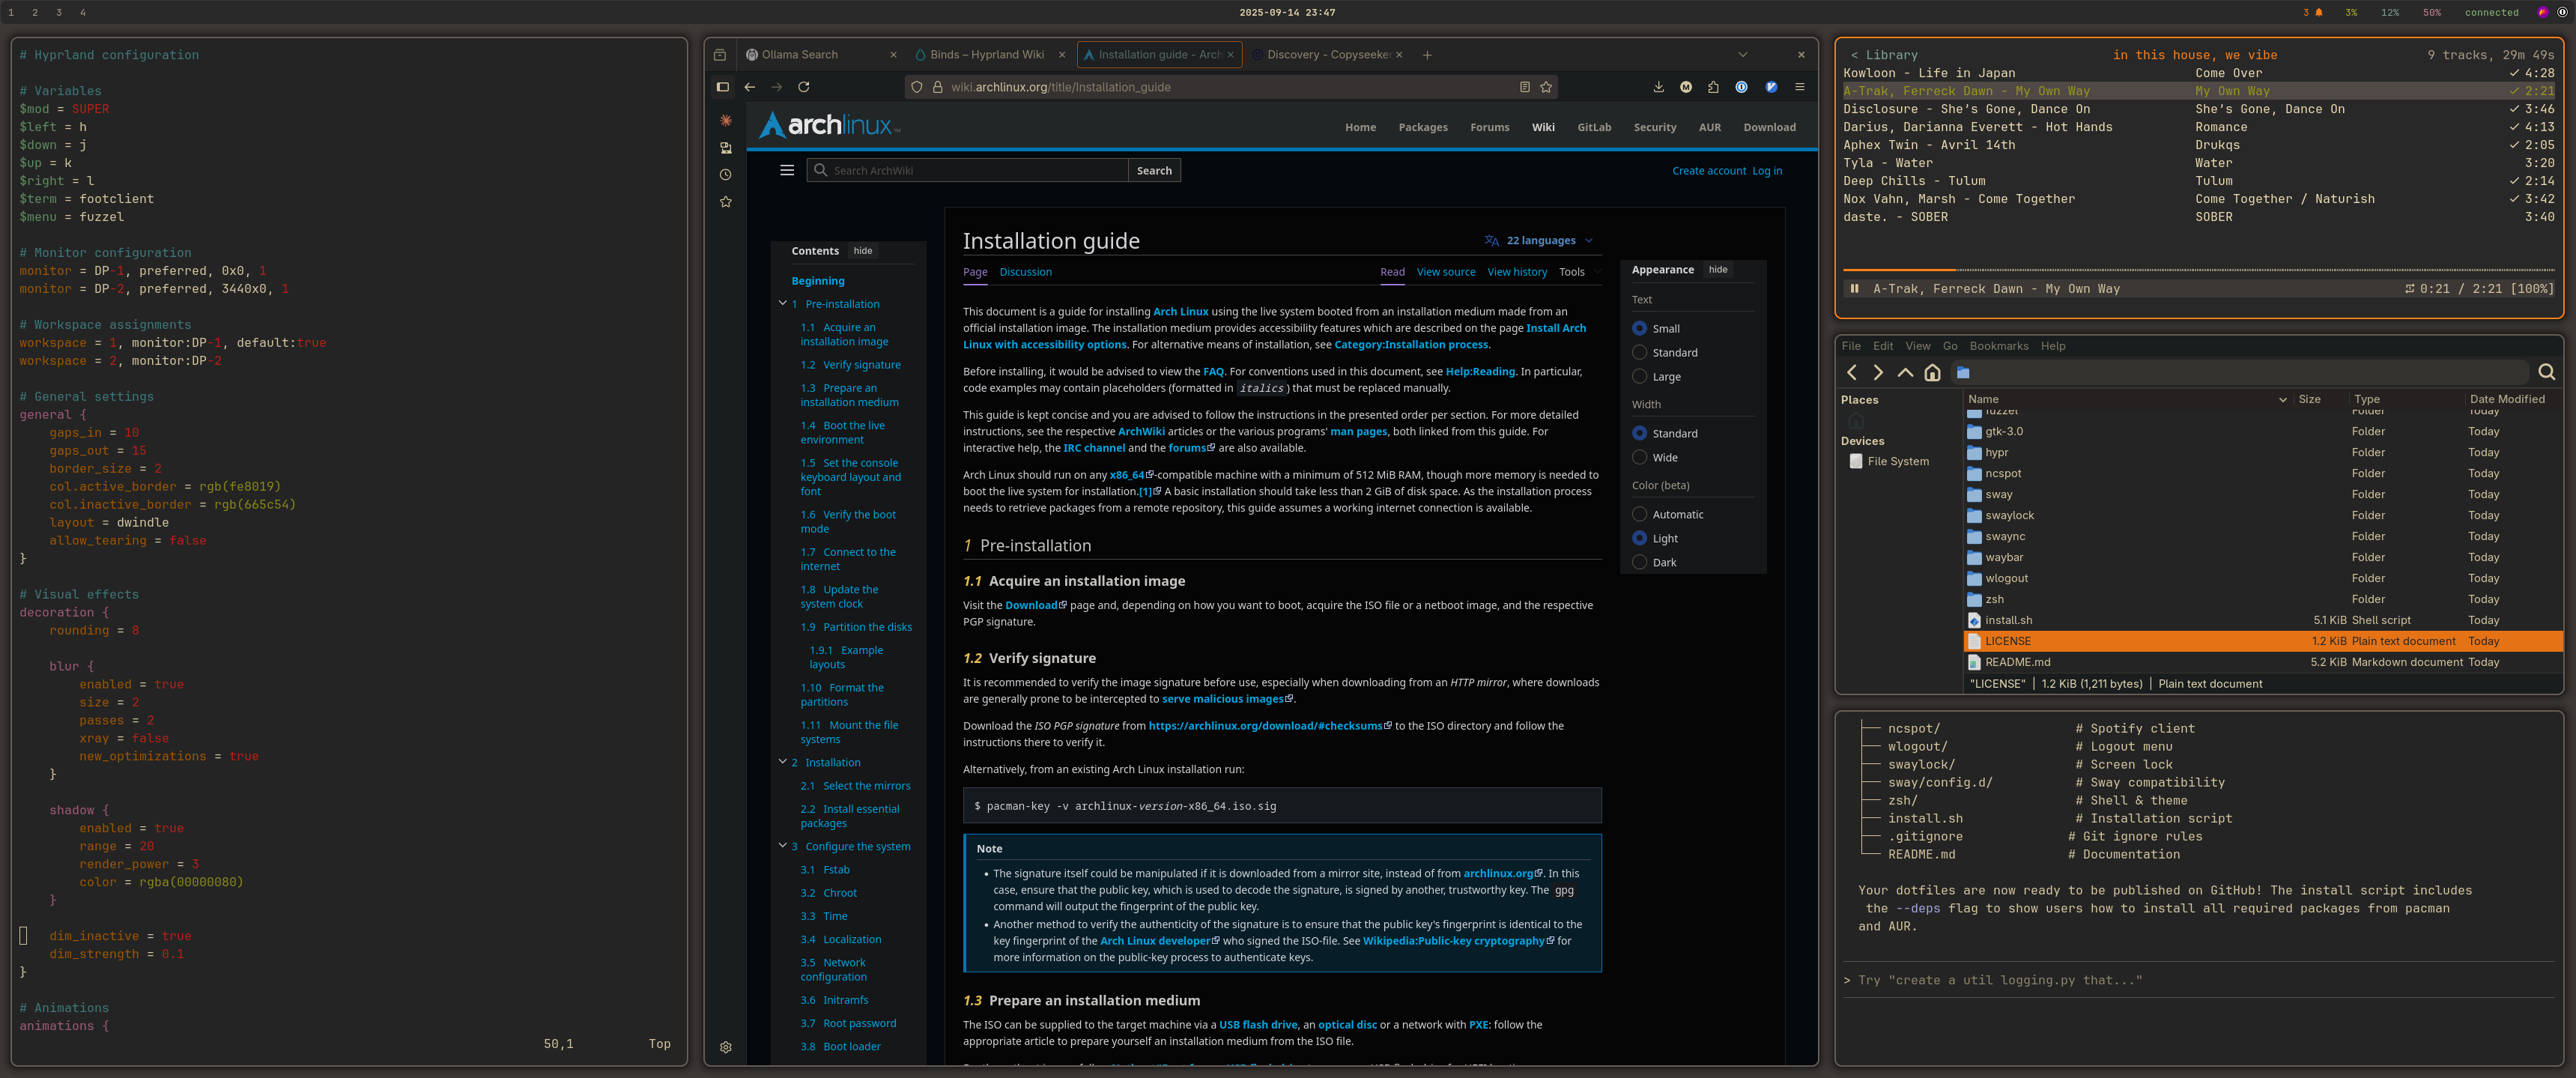 1 2 3 4
2025-09-14 23:47
3 3% 12% 50% connected
# Hyprland configuration
# Variables
$mod = SUPER
$left = h
$down = j
$up = k
$right = l
$term = footclient
$menu = fuzzel
# Monitor configuration
monitor = DP-1, preferred, 0x0, 1
monitor = DP-2, preferred, 3440x0, 1
# Workspace assignments
workspace = 1, monitor:DP-1, default:true
workspace = 2, monitor:DP-2
# General settings
general {
gaps_in = 10
gaps_out = 15
border_size = 2
col.active_border = rgb(fe8019)
col.inactive_border = rgb(665c54)
layout = dwindle
allow_tearing = false
}
# Visual effects
decoration {
rounding = 8
blur {
enabled = true
size = 2
passes = 2
xray = false
new_optimizations = true
}
shadow {
enabled = true
range = 20
render_power = 3
color = rgba(00000080)
}
dim_inactive = true
dim_strength = 0.1
}
# Animations
animations {
50,1 Top
Ollama Search
Binds – Hyprland Wiki
Installation guide - Arch
Discovery - Copyseeker
wiki.archlinux.org/title/Installation_guide
archlinux
Home Packages Forums Wiki GitLab Security AUR Download
Search ArchWiki
Search
Create account Log in
Contents hide
Beginning
1 Pre-installation
1.1 Acquire an
installation image
1.2 Verify signature
1.3 Prepare an
installation medium
1.4 Boot the live
environment
1.5 Set the console
keyboard layout and
font
1.6 Verify the boot
mode
1.7 Connect to the
internet
1.8 Update the
system clock
1.9 Partition the disks
1.9.1 Example
layouts
1.10 Format the
partitions
1.11 Mount the file
systems
2 Installation
2.1 Select the mirrors
2.2 Install essential
packages
3 Configure the system
3.1 Fstab
3.2 Chroot
3.3 Time
3.4 Localization
3.5 Network
configuration
3.6 Initramfs
3.7 Root password
3.8 Boot loader
Installation guide
22 languages
Page Discussion
Read View source View history Tools
This document is a guide for installing Arch Linux using the live system booted from an installation medium made from an
official installation image. The installation medium provides accessibility features which are described on the page Install Arch
Linux with accessibility options. For alternative means of installation, see Category:Installation process.
Before installing, it would be advised to view the FAQ. For conventions used in this document, see Help:Reading. In particular,
code examples may contain placeholders (formatted in italics) that must be replaced manually.
This guide is kept concise and you are advised to follow the instructions in the presented order per section. For more detailed
instructions, see the respective ArchWiki articles or the various programs' man pages, both linked from this guide. For
interactive help, the IRC channel and the forums are also available.
Arch Linux should run on any x86_64-compatible machine with a minimum of 512 MiB RAM, though more memory is needed to
boot the live system for installation.[1] A basic installation should take less than 2 GiB of disk space. As the installation process
needs to retrieve packages from a remote repository, this guide assumes a working internet connection is available.
1 Pre-installation
1.1 Acquire an installation image
Visit the Download page and, depending on how you want to boot, acquire the ISO file or a netboot image, and the respective
PGP signature.
1.2 Verify signature
It is recommended to verify the image signature before use, especially when downloading from an HTTP mirror, where downloads
are generally prone to be intercepted to serve malicious images.
Download the ISO PGP signature from https://archlinux.org/download/#checksums to the ISO directory and follow the
instructions there to verify it.
Alternatively, from an existing Arch Linux installation run:
$ pacman-key -v archlinux-version-x86_64.iso.sig
Note
• The signature itself could be manipulated if it is downloaded from a mirror site, instead of from archlinux.org. In this
case, ensure that the public key, which is used to decode the signature, is signed by another, trustworthy key. The gpg
command will output the fingerprint of the public key.
• Another method to verify the authenticity of the signature is to ensure that the public key's fingerprint is identical to the
key fingerprint of the Arch Linux developer who signed the ISO-file. See Wikipedia:Public-key cryptography for
more information on the public-key process to authenticate keys.
1.3 Prepare an installation medium
The ISO can be supplied to the target machine via a USB flash drive, an optical disc or a network with PXE: follow the
appropriate article to prepare yourself an installation medium from the ISO file.
Appearance hide
Text
Small
Standard
Large
Width
Standard
Wide
Color (beta)
Automatic
Light
Dark
< Library in this house, we vibe 9 tracks, 29m 49s
Kowloon - Life in Japan Come Over ✓ 4:28
A-Trak, Ferreck Dawn - My Own Way My Own Way ✓ 2:21
Disclosure - She's Gone, Dance On She's Gone, Dance On ✓ 3:46
Darius, Darianna Everett - Hot Hands Romance ✓ 4:13
Aphex Twin - Avril 14th Drukqs ✓ 2:05
Tyla - Water Water 3:20
Deep Chills - Tulum Tulum ✓ 2:14
Nox Vahn, Marsh - Come Together Come Together / Naturish ✓ 3:42
daste. - SOBER SOBER 3:40
A-Trak, Ferreck Dawn - My Own Way 0:21 / 2:21 [100%]
File Edit View Go Bookmarks Help
Places
Devices
File System
Name Size Type Date Modified
fuzzel Folder Today
gtk-3.0 Folder Today
hypr Folder Today
ncspot Folder Today
sway Folder Today
swaylock Folder Today
swaync Folder Today
waybar Folder Today
wlogout Folder Today
zsh Folder Today
install.sh 5.1 KiB Shell script Today
LICENSE 1.2 KiB Plain text document Today
README.md 5.2 KiB Markdown document Today
"LICENSE" | 1.2 KiB (1,211 bytes) | Plain text document
├── ncspot/ # Spotify client
├── wlogout/ # Logout menu
├── swaylock/ # Screen lock
├── sway/config.d/ # Sway compatibility
├── zsh/ # Shell & theme
├── install.sh # Installation script
├── .gitignore # Git ignore rules
└── README.md # Documentation
Your dotfiles are now ready to be published on GitHub! The install script includes
the --deps flag to show users how to install all required packages from pacman
and AUR.
> Try "create a util logging.py that..."